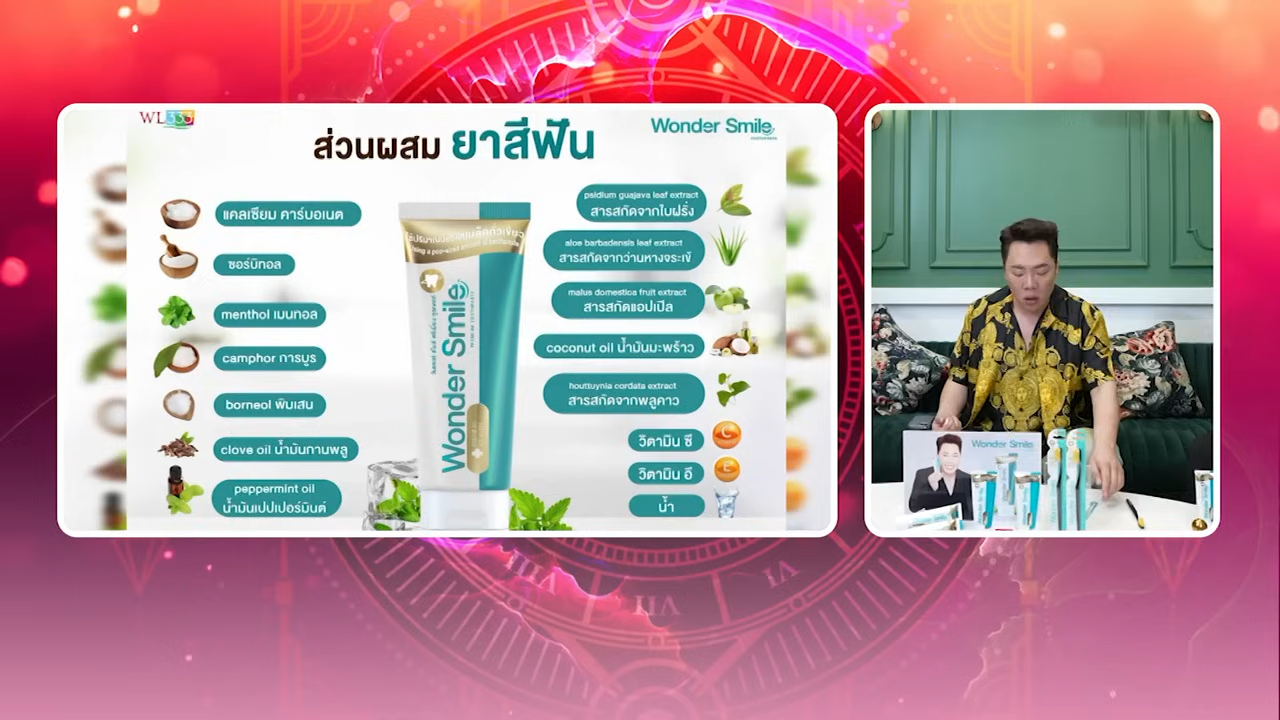 WL333
ส่วนผสม ยาสีฟัน
Wonder Smile
แคลเซียม คาร์บอเนต
ซอร์บิทอล
menthol เมนทอล
camphor การบูร
borneol พิมเสน
clove oil น้ำมันกานพลู
peppermint oil
น้ำมันเปปเปอร์มินต์
Wonder Smile
psidium guajava leaf extract
สารสกัดจากใบฝรั่ง
aloe barbadensis leaf extract
สารสกัดจากว่านหางจระเข้
malus domestica fruit extract
สารสกัดแอปเปิล
coconut oil น้ำมันมะพร้าว
houttuynia cordata extract
สารสกัดจากพลูคาว
วิตามิน ซี
C
วิตามิน อี
E
น้ำ
Wonder Smile
VII